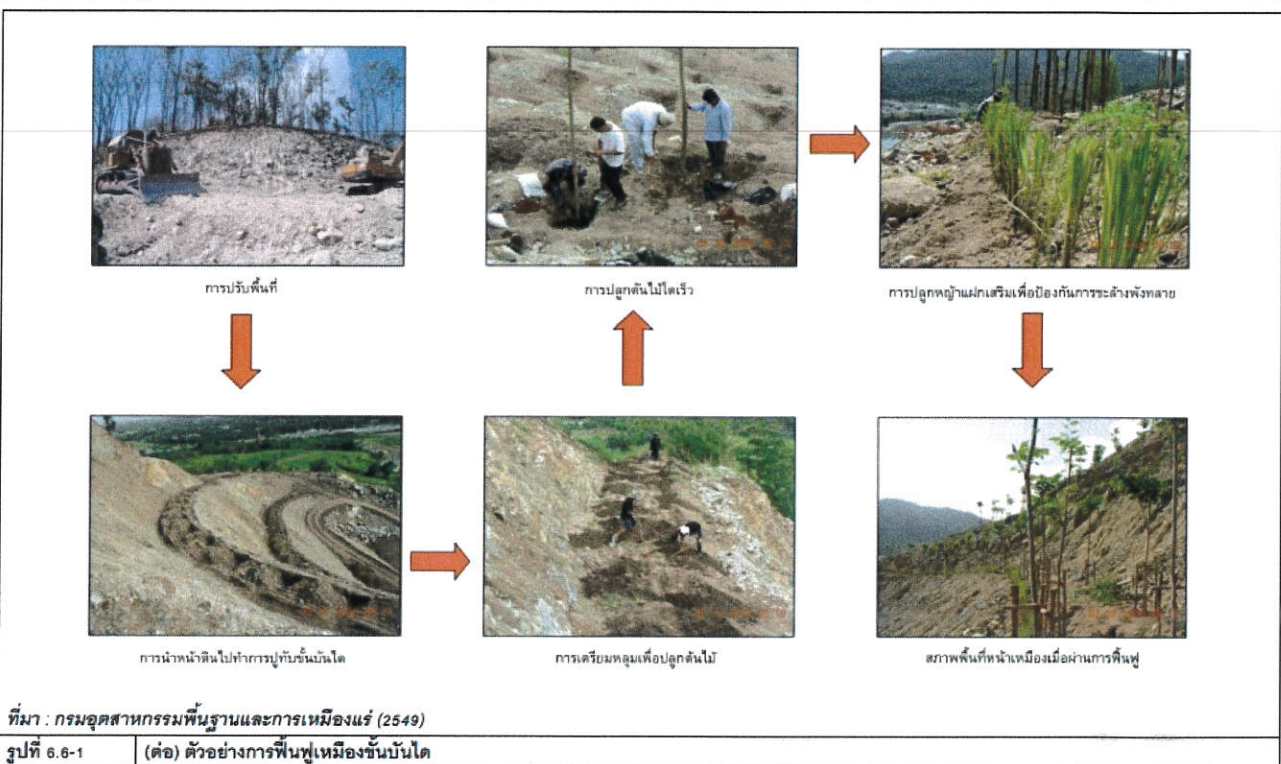 การปรับพื้นที่
การปลูกต้นไม้โตเร็ว
การปลูกหญ้าแฝกเสริมเพื่อป้องกันการชะล้างพังทลาย
การนำหน้าดินไปทำการปูทับขั้นบันได
การเตรียมหลุมเพื่อปลูกต้นไม้
สภาพพื้นที่หน้าเหมืองเมื่อผ่านการฟื้นฟู
ที่มา : กรมอุตสาหกรรมพื้นฐานและการเหมืองแร่ (2549)
รูปที่ 6.6-1 (ต่อ) ตัวอย่างการฟื้นฟูเหมืองขั้นบันได